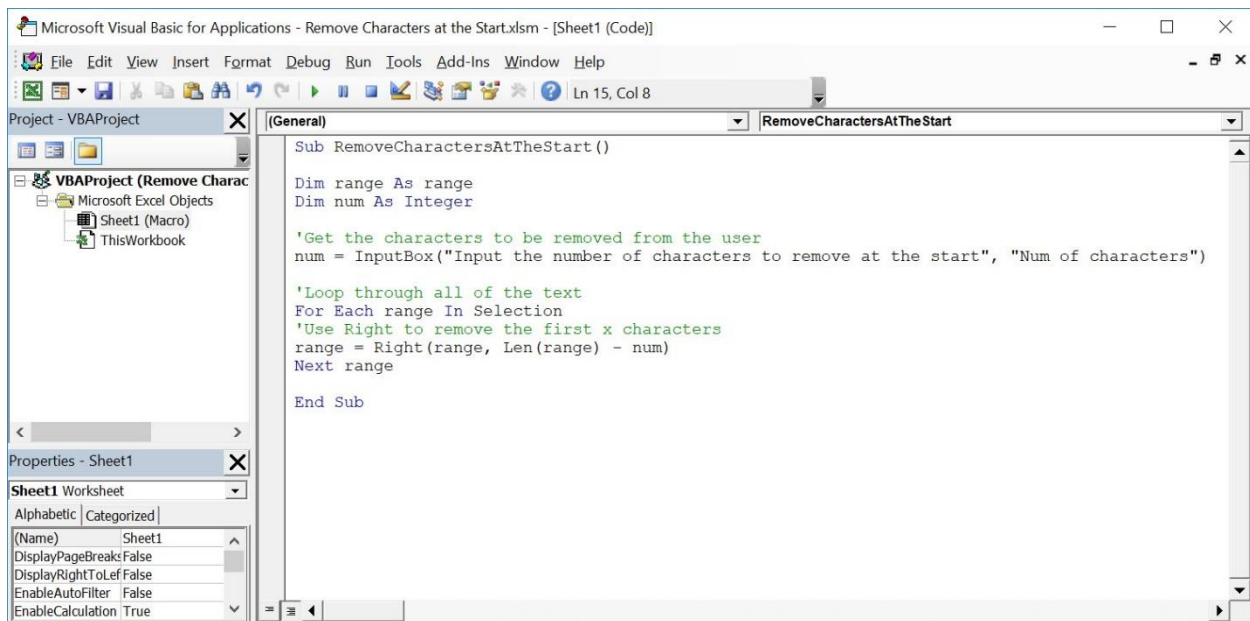 Microsoft Visual Basic for Applications - Remove Characters at the Start.xlsm - [Sheet1 (Code)]
File Edit View Insert Format Debug Run Tools Add-Ins Window Help
Ln 15, Col 8
Project - VBAProject
(General)
RemoveCharactersAtTheStart
VBAProject (Remove Charac
Microsoft Excel Objects
Sheet1 (Macro)
ThisWorkbook
Sub RemoveCharactersAtTheStart()
Dim range As range
Dim num As Integer
'Get the characters to be removed from the user
num = InputBox("Input the number of characters to remove at the start", "Num of characters")
'Loop through all of the text
For Each range In Selection
'Use Right to remove the first x characters
range = Right(range, Len(range) - num)
Next range
End Sub
Properties - Sheet1
Sheet1 Worksheet
Alphabetic Categorized
(Name) Sheet1
DisplayPageBreaks False
DisplayRightToLef False
EnableAutoFilter False
EnableCalculation True